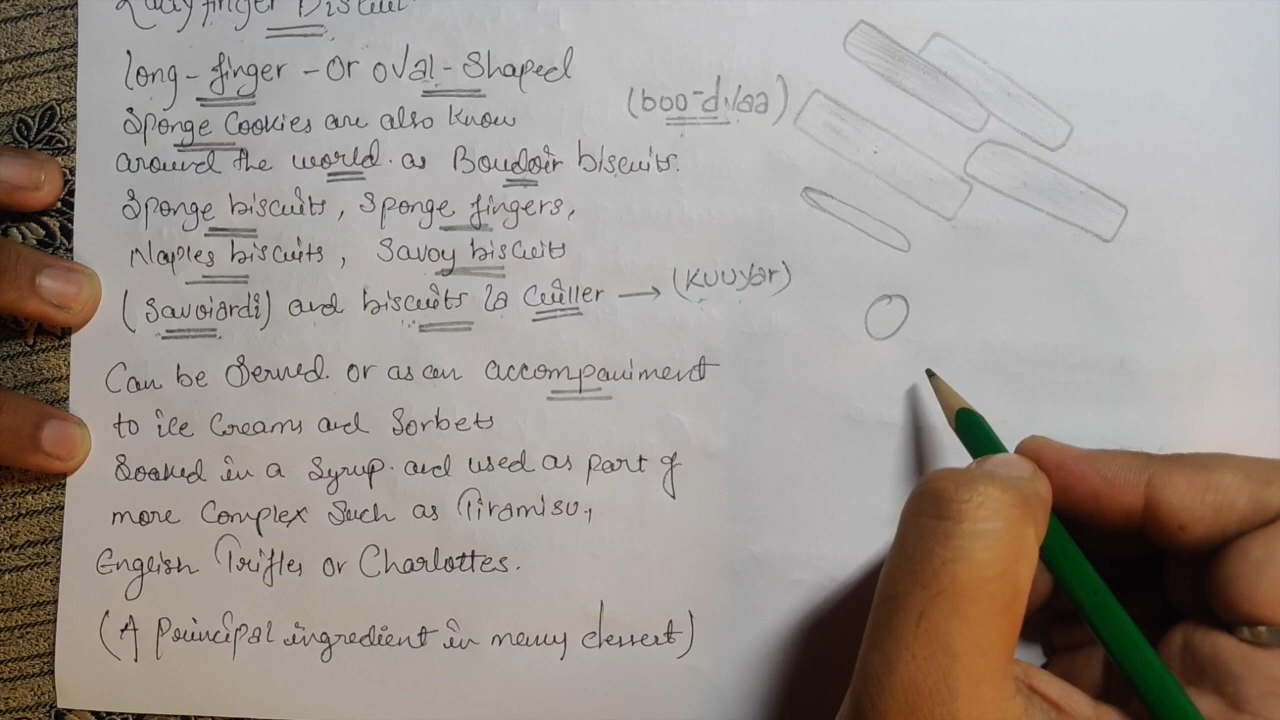 Ladyfinger Biscuit
long-finger-Or oval-Shaped
Sponge Cookies are also know
(boo-d.waa)
around the world. as Boudoir biscuits.
Sponge biscuits, Sponge fingers,
Naples biscuits, Savoy biscuits
(Savoiardi) and biscuits la Cuiller → (KUUyar)
Can be Served. or as an accompaniment
to ice Creams and Sorbets
Soaked in a Syrup. and used as part of
more Complex Such as Tiramisu,
English Trifles or Charlottes.
(A principal ingredient in many dessert)